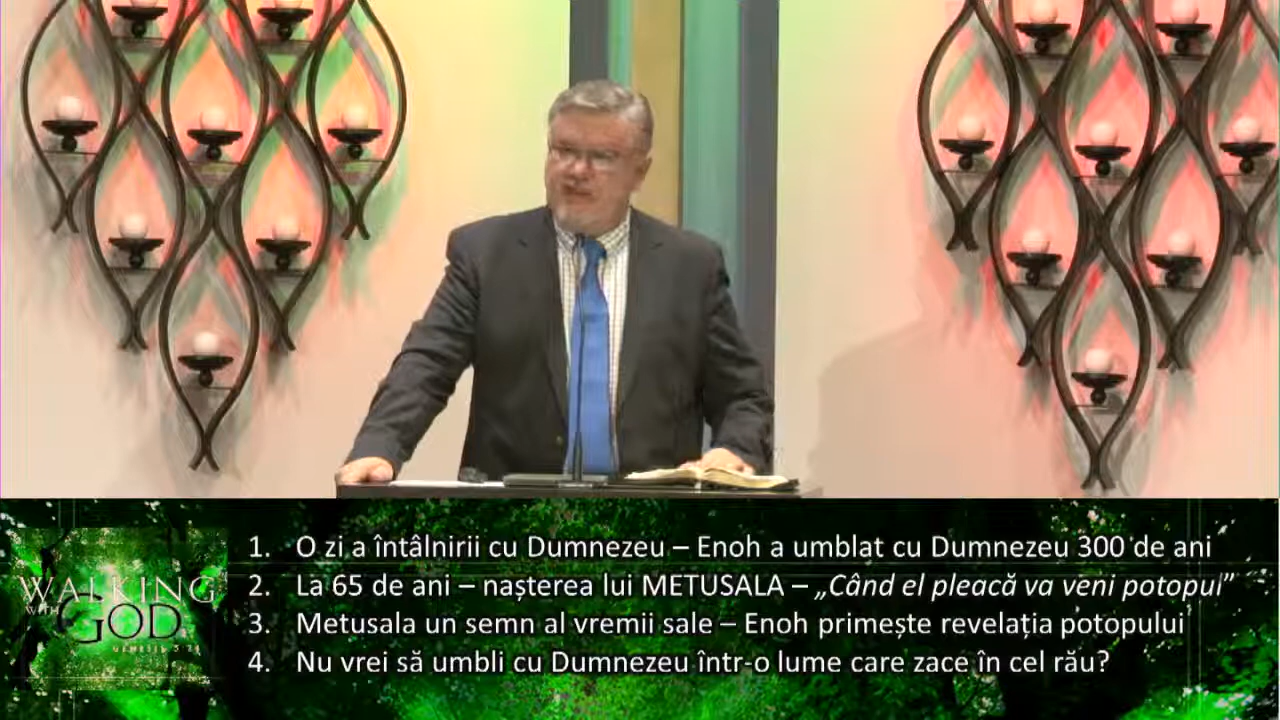 1. O zi a întâlnirii cu Dumnezeu – Enoh a umblat cu Dumnezeu 300 de ani
2. La 65 de ani – nașterea lui METUSALA – „Când el pleacă va veni potopul”
3. Metusala un semn al vremii sale – Enoh primește revelația potopului
4. Nu vrei să umbli cu Dumnezeu într-o lume care zace în cel rău?
WALKING
WITH
GOD
GENESIS 5